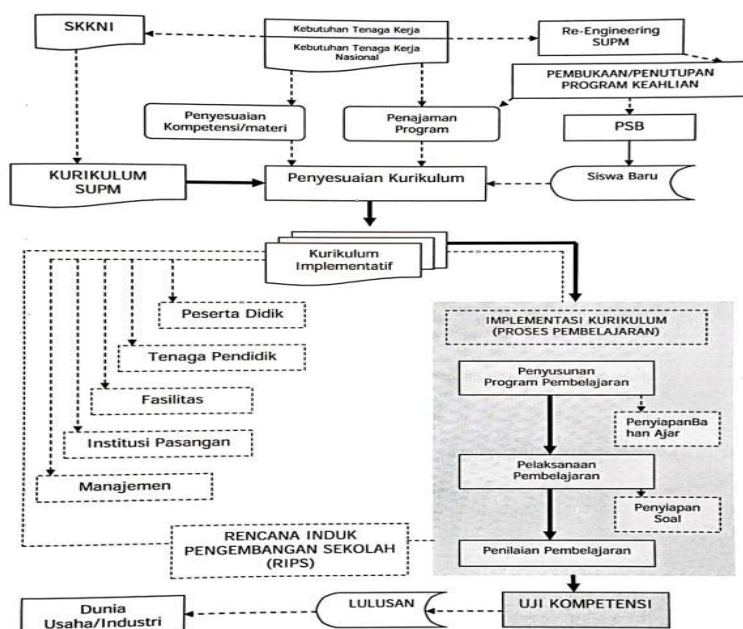 SKKNI
Kebutuhan Tenaga Kerja
Kebutuhan Tenaga Kerja
Nasional
Re-Engineering
SUPM
PEMBUKAAN/PENUTUPAN
PROGRAM KEAHLIAN
Penyesuaian
Kompetensi/materi
Penajaman
Program
PSB
KURIKULUM
SUPM
Penyesuaian Kurikulum
Siswa Baru
Kurikulum
Implementatif
Peserta Didik
Tenaga Pendidik
Fasilitas
Institusi Pasangan
Manajemen
IMPLEMENTASI KURIKULUM
(PROSES PEMBELAJARAN)
Penyusunan
Program Pembelajaran
PenyiapanBa
han Ajar
Pelaksanaan
Pembelajaran
Penyiapan
Soal
Penilaian Pembelajaran
RENCANA INDUK
PENGEMBANGAN SEKOLAH
(RIPS)
UJI KOMPETENSI
LULUSAN
Dunia
Usaha/Industri